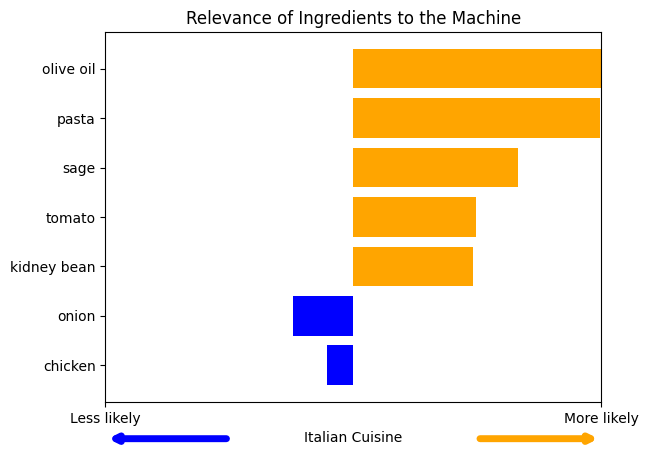 Relevance of Ingredients to the Machine
olive oil
pasta
sage
tomato
kidney bean
onion
chicken
Less likely
More likely
Italian Cuisine